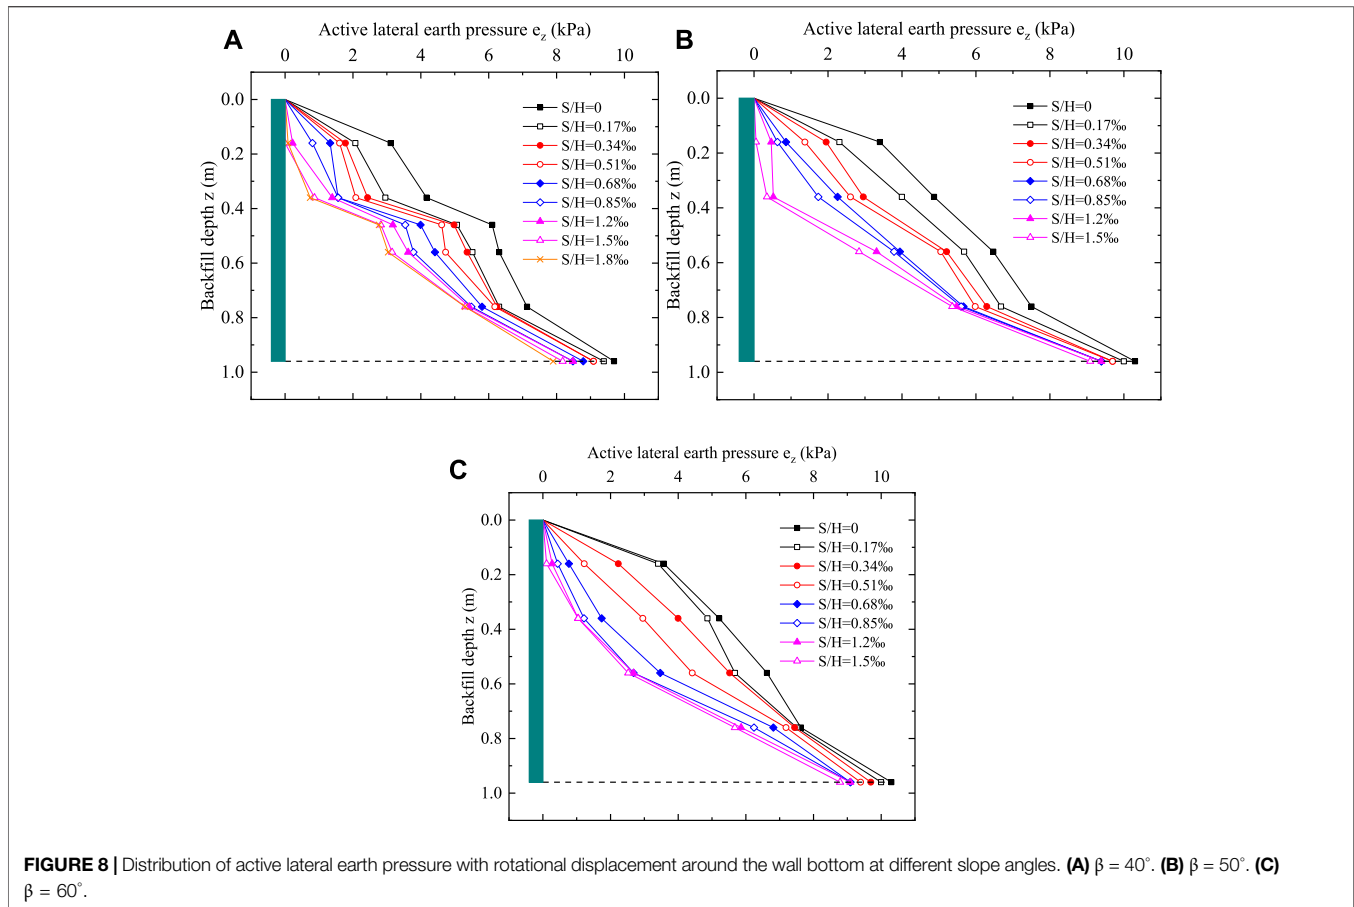 A
Active lateral earth pressure e_z (kPa)
0 2 4 6 8 10
Backfill depth z (m)
0.0
0.2
0.4
0.6
0.8
1.0
S/H=0
S/H=0.17‰
S/H=0.34‰
S/H=0.51‰
S/H=0.68‰
S/H=0.85‰
S/H=1.2‰
S/H=1.5‰
S/H=1.8‰
B
Active lateral earth pressure e_z (kPa)
0 2 4 6 8 10
Backfill depth z (m)
0.0
0.2
0.4
0.6
0.8
1.0
S/H=0
S/H=0.17‰
S/H=0.34‰
S/H=0.51‰
S/H=0.68‰
S/H=0.85‰
S/H=1.2‰
S/H=1.5‰
C
Active lateral earth pressure e_z (kPa)
0 2 4 6 8 10
Backfill depth z (m)
0.0
0.2
0.4
0.6
0.8
1.0
S/H=0
S/H=0.17‰
S/H=0.34‰
S/H=0.51‰
S/H=0.68‰
S/H=0.85‰
S/H=1.2‰
S/H=1.5‰
FIGURE 8 | Distribution of active lateral earth pressure with rotational displacement around the wall bottom at different slope angles. (A) β = 40°. (B) β = 50°. (C)
β = 60°.